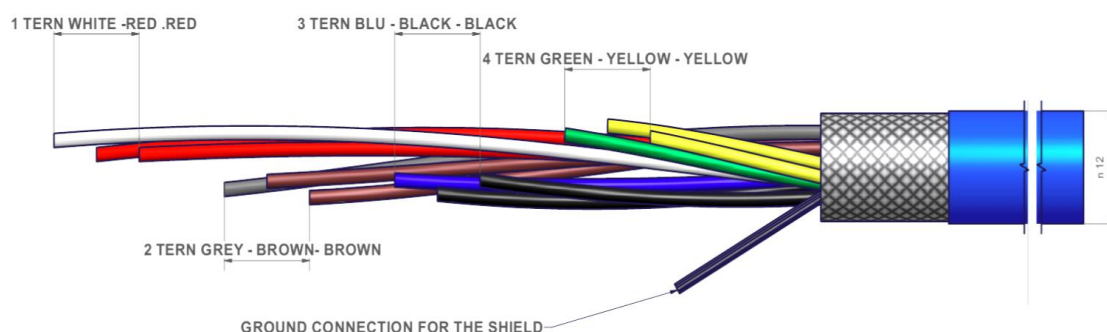 1 TERN WHITE -RED .RED
3 TERN BLU - BLACK - BLACK
4 TERN GREEN - YELLOW - YELLOW
n 12
2 TERN GREY - BROWN- BROWN
GROUND CONNECTION FOR THE SHIELD